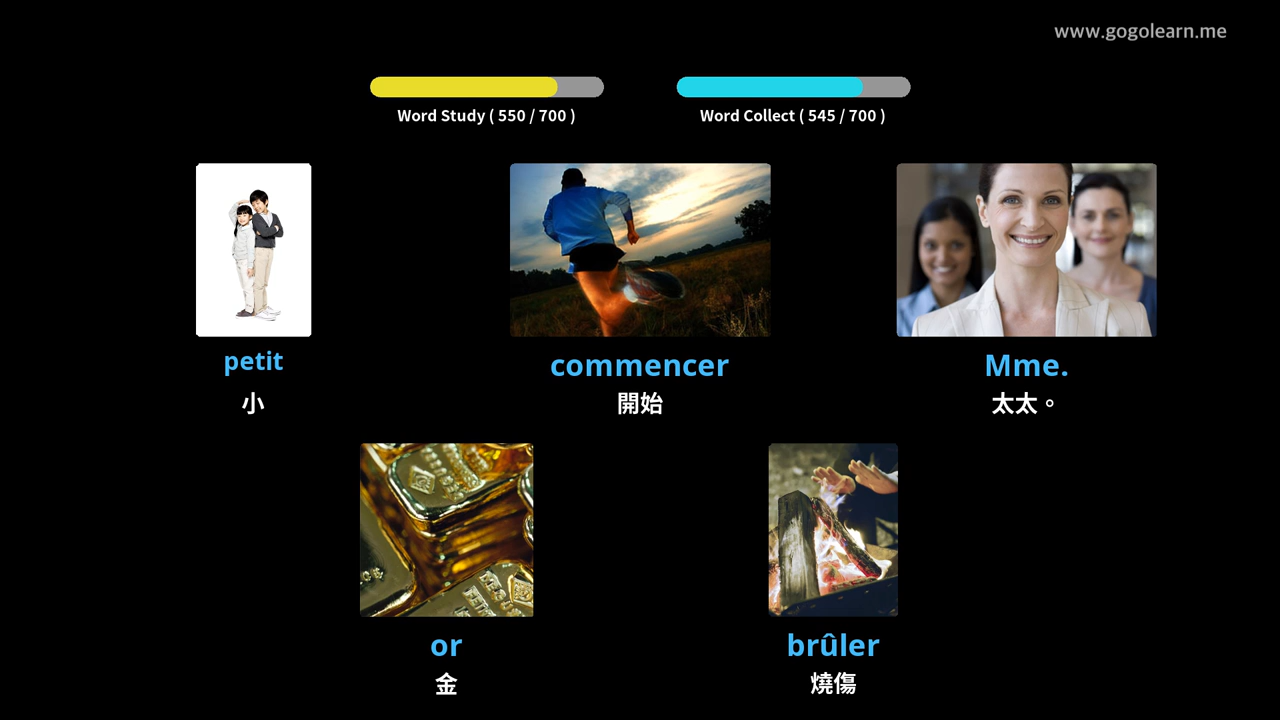 www.gogolearn.me
Word Study ( 550 / 700 )
Word Collect ( 545 / 700 )
petit
小
commencer
開始
Mme.
太太。
or
金
brûler
燒傷